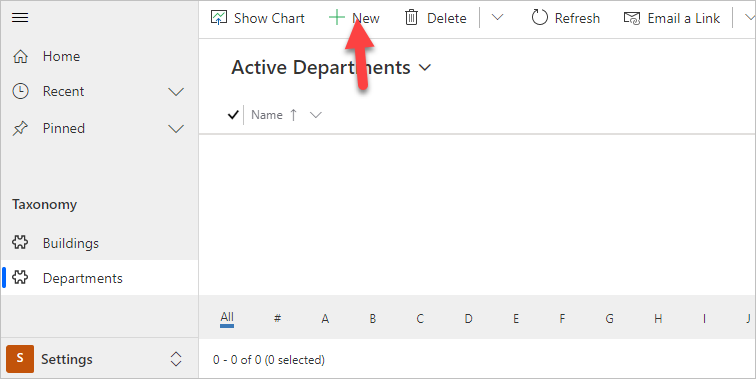 Show Chart New Delete Refresh Email a Link
Home
Recent
Pinned
Taxonomy
Buildings
Departments
S Settings
Active Departments
Name
All # A B C D E F G H I J
0 - 0 of 0 (0 selected)